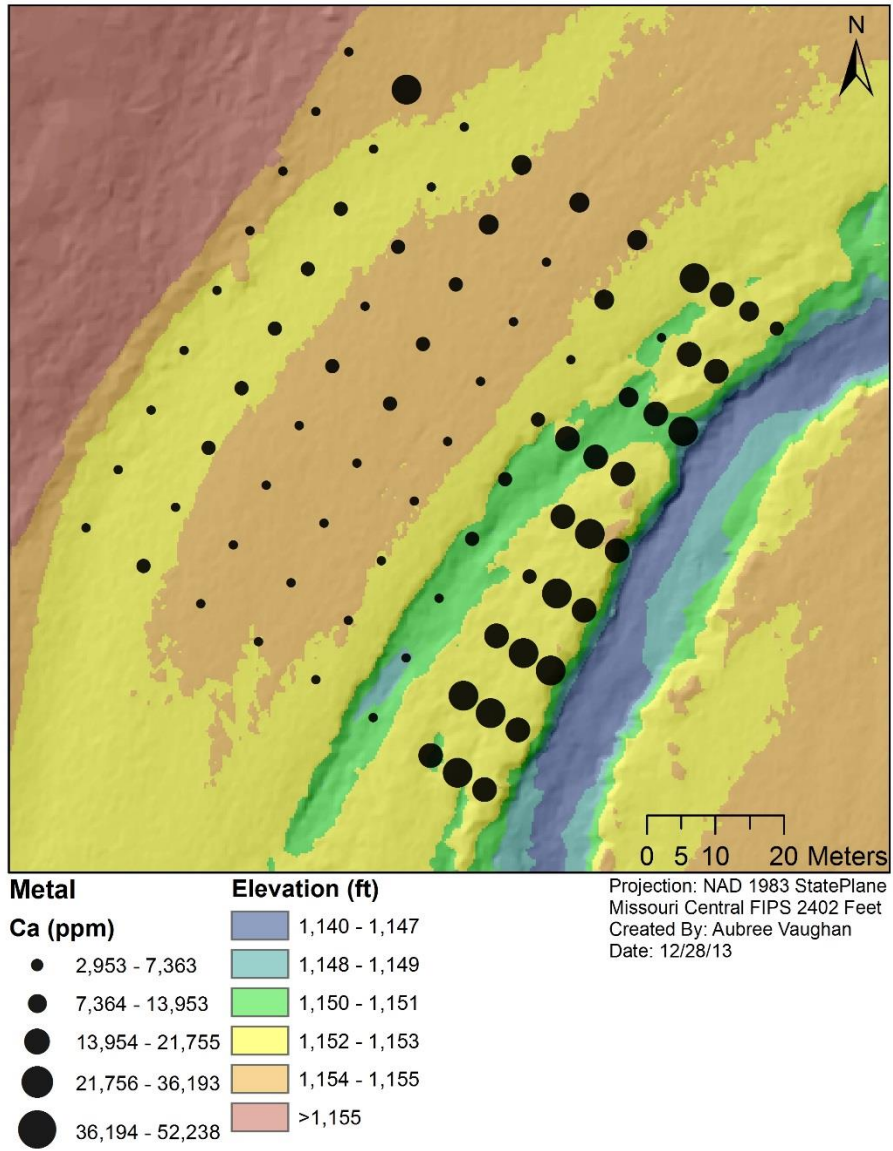 N
0 5 10 20 Meters
Metal
Ca (ppm)
2,953 - 7,363
7,364 - 13,953
13,954 - 21,755
21,756 - 36,193
36,194 - 52,238
Elevation (ft)
1,140 - 1,147
1,148 - 1,149
1,150 - 1,151
1,152 - 1,153
1,154 - 1,155
>1,155
Projection: NAD 1983 StatePlane
Missouri Central FIPS 2402 Feet
Created By: Aubree Vaughan
Date: 12/28/13